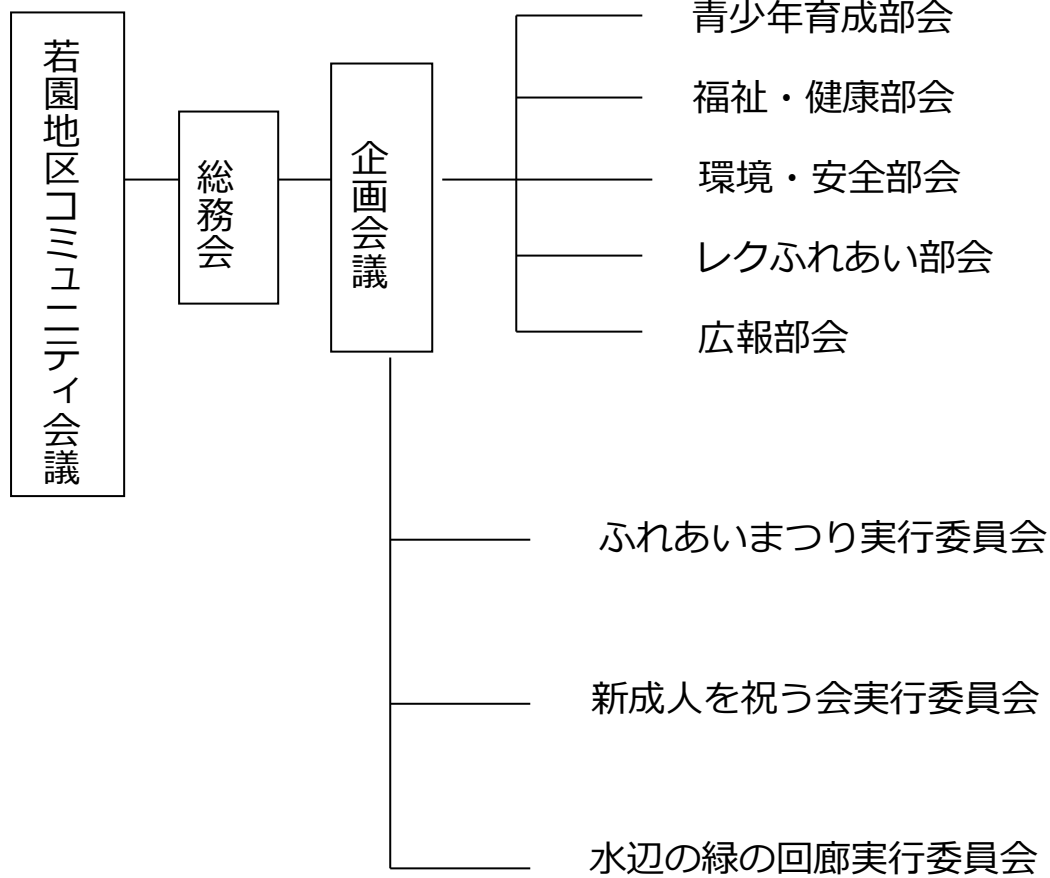 若園地区コミュニティ会議
総務会
企画会議
青少年育成部会
福祉・健康部会
環境・安全部会
レクふれあい部会
広報部会
ふれあいまつり実行委員会
新成人を祝う会実行委員会
水辺の緑の回廊実行委員会